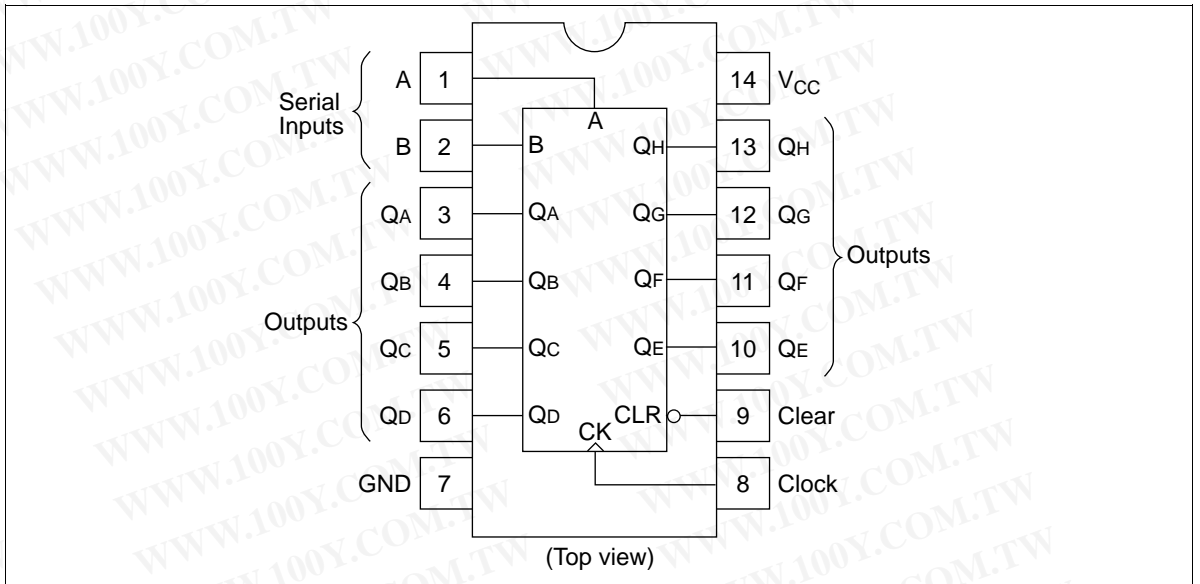 A 1
Serial
Inputs
B 2
QA 3
QB 4
Outputs
QC 5
QD 6
GND 7
A
B
QA
QB
QC
QD
CK
QH
QG
QF
QE
CLR
14 VCC
13 QH
12 QG
Outputs
11 QF
10 QE
9 Clear
8 Clock
(Top view)
WWW.100Y.COM.TW